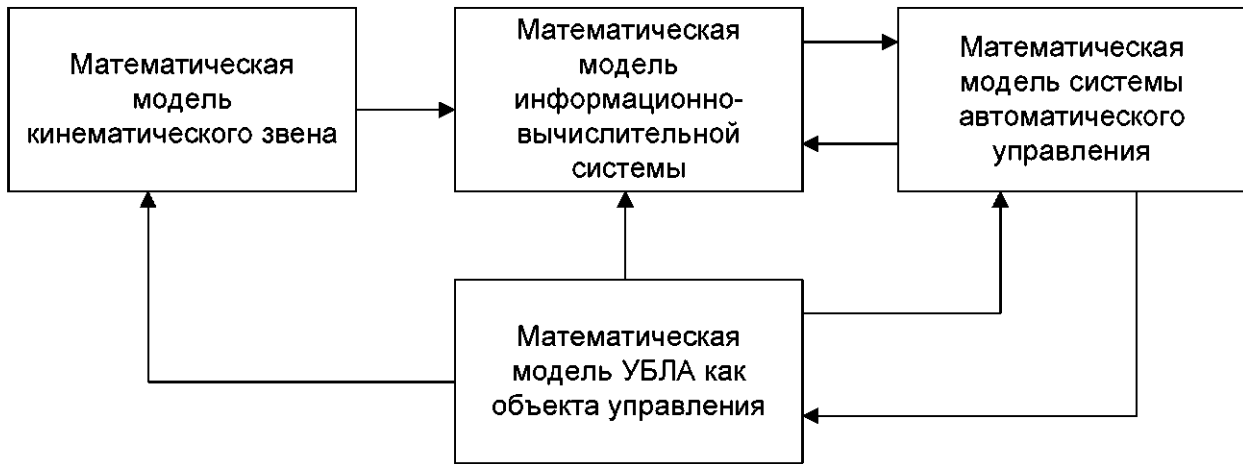 Математическая
модель
кинематического звена
Математическая
модель
информационно-
вычислительной
системы
Математическая
модель системы
автоматического
управления
Математическая
модель УБЛА как
объекта управления